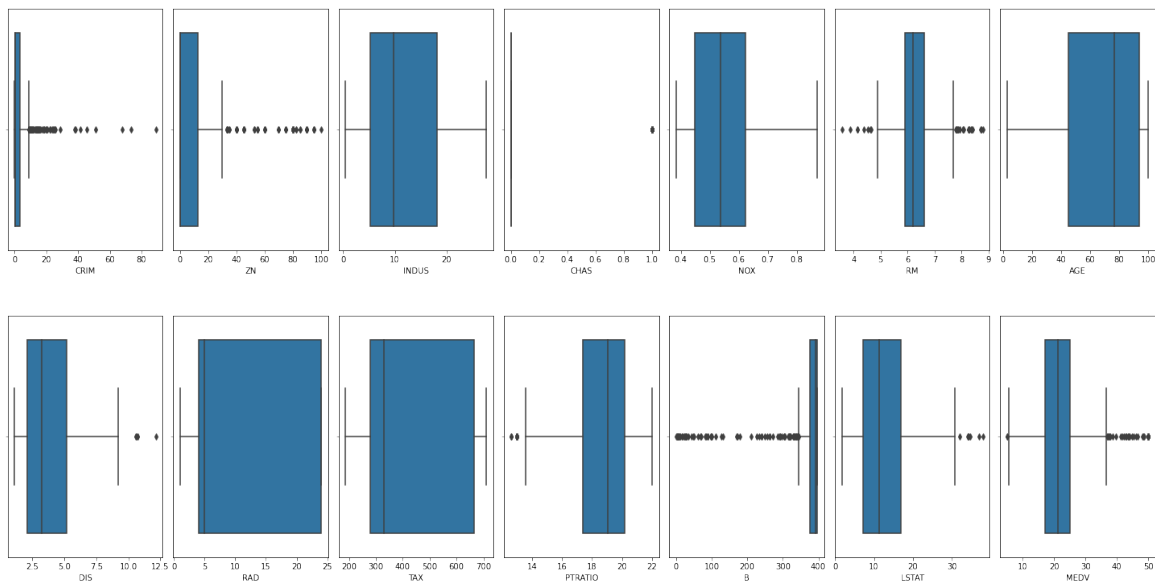 0 20 40 60 80
CRIM
0 20 40 60 80 100
ZN
0 10 20
INDUS
0.0 0.2 0.4 0.6 0.8 1.0
CHAS
0.4 0.5 0.6 0.7 0.8
NOX
4 5 6 7 8 9
RM
0 20 40 60 80 100
AGE
2.5 5.0 7.5 10.0 12.5
DIS
0 5 10 15 20 25
RAD
200 300 400 500 600 700
TAX
14 16 18 20 22
PTRATIO
0 100 200 300 400
B
0 10 20 30
LSTAT
10 20 30 40 50
MEDV